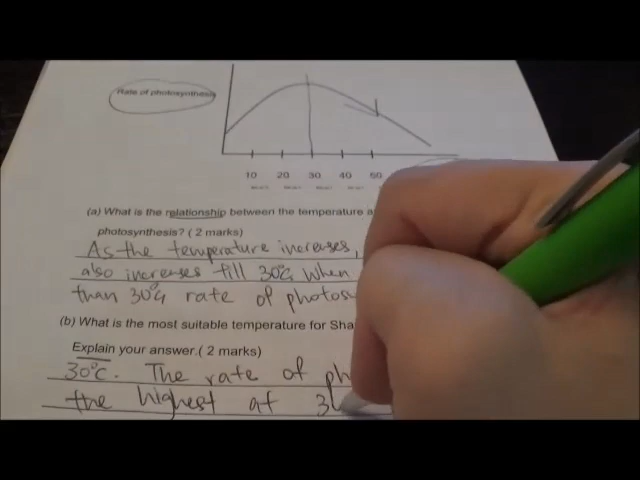 Rate of photosynthesis
10 20 30 40 50
(a) What is the relationship between the temperature a
photosynthesis? ( 2 marks)
As the temperature increases,
also increases till 30°C, when
than 30°C, rate of photos
(b) What is the most suitable temperature for Sha
Explain your answer.( 2 marks)
30°C. The rate of ph
the highest at 3